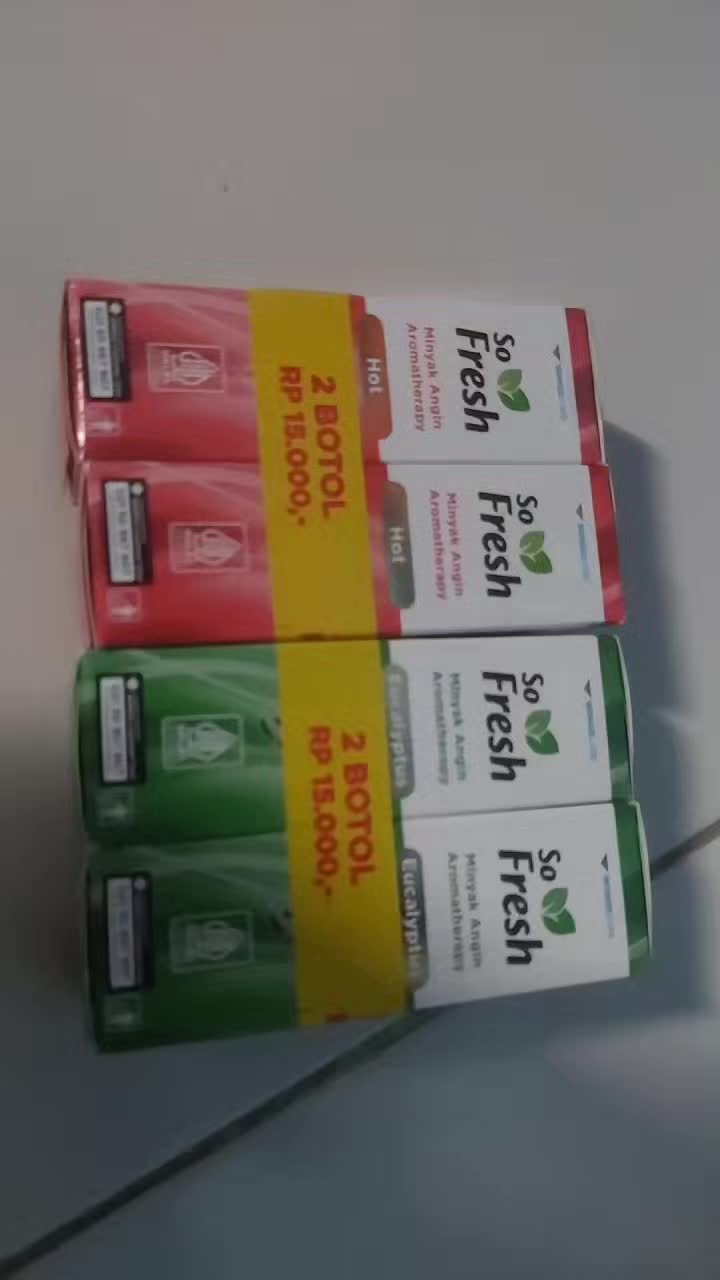 So
Fresh
Minyak Angin
Aromatherapy
Hot
2 BOTOL
RP 15.000,-
So
Fresh
Minyak Angin
Aromatherapy
Hot
So
Fresh
Minyak Angin
Aromatherapy
Eucalyptus
2 BOTOL
RP 15.000,-
So
Fresh
Minyak Angin
Aromatherapy
Eucalyptus